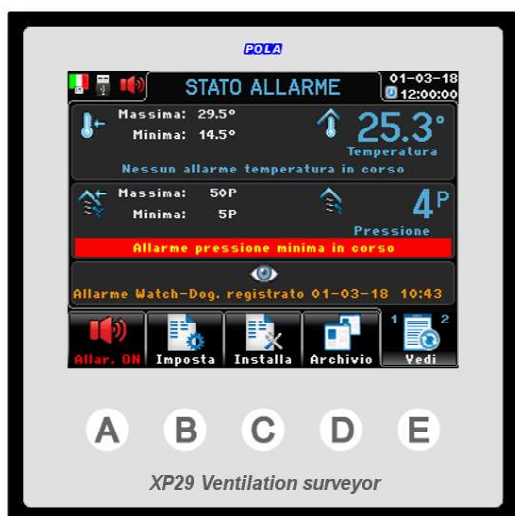 POLA
STATO ALLARME
01-03-18
12:00:00
Massima: 29.5°
Minima: 14.5°
25.3°
Temperatura
Nessun allarme temperatura in corso
Massima: 50P
Minima: 5P
4P
Pressione
Allarme pressione minima in corso
Allarme Watch-Dog. registrato 01-03-18 10:43
Allar. ON
Imposta
Installa
Archivio
1 2
Vedi
A B C D E
XP29 Ventilation surveyor